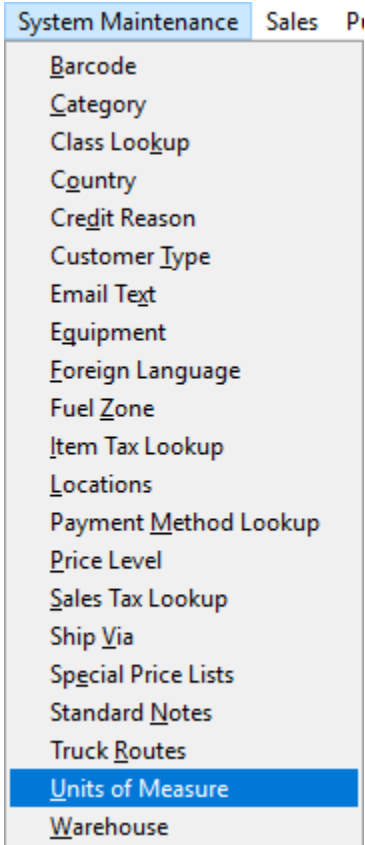 System Maintenance Sales
Barcode
Category
Class Lookup
Country
Credit Reason
Customer Type
Email Text
Equipment
Foreign Language
Fuel Zone
Item Tax Lookup
Locations
Payment Method Lookup
Price Level
Sales Tax Lookup
Ship Via
Special Price Lists
Standard Notes
Truck Routes
Units of Measure
Warehouse